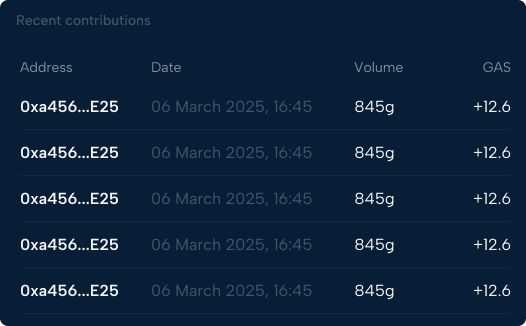 Recent contributions
Address Date Volume GAS
0xa456...E25 06 March 2025, 16:45 845g +12.6
0xa456...E25 06 March 2025, 16:45 845g +12.6
0xa456...E25 06 March 2025, 16:45 845g +12.6
0xa456...E25 06 March 2025, 16:45 845g +12.6
0xa456...E25 06 March 2025, 16:45 845g +12.6